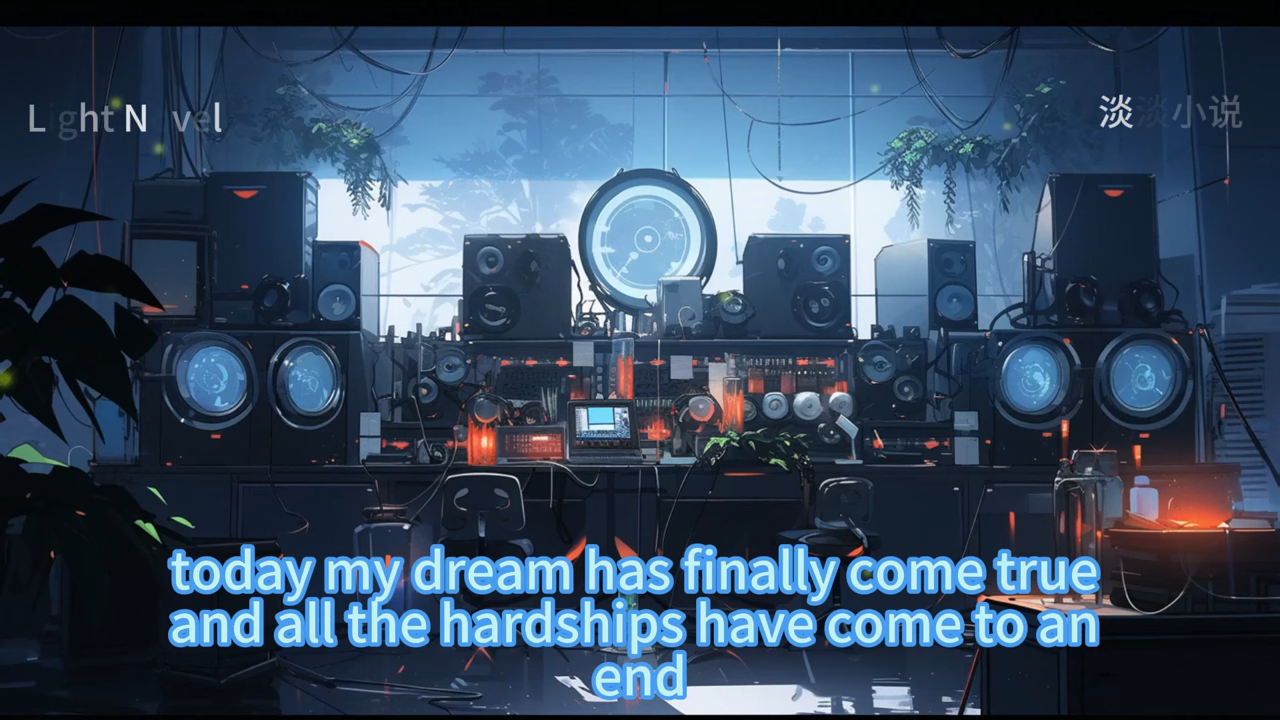 Light Novel
淡淡小说
today my dream has finally come true
and all the hardships have come to an
end